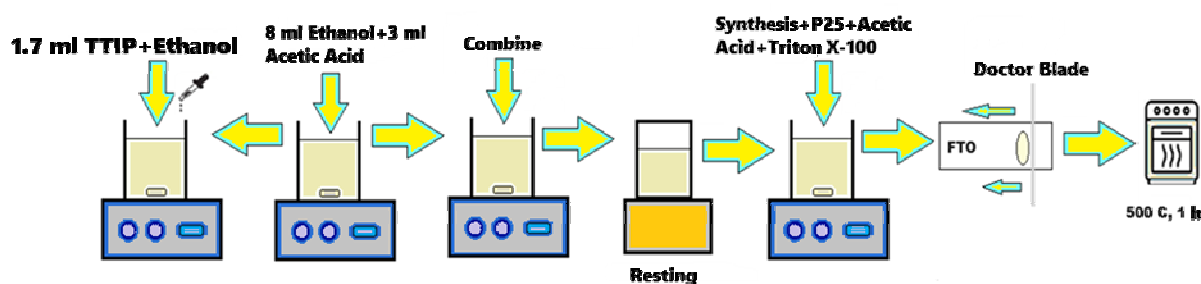 1.7 ml TTIP+Ethanol
8 ml Ethanol+3 ml
Acetic Acid
Combine
Resting
Synthesis+P25+Acetic
Acid+Triton X-100
Doctor Blade
FTO
500 C, 1 h